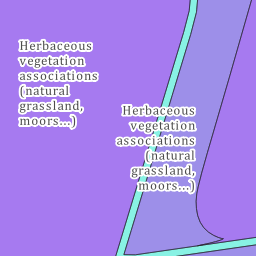 Herbaceous
vegetation
associations
(natural
grassland,
moors...)
Herbaceous
vegetation
associations
(natural
grassland,
moors...)